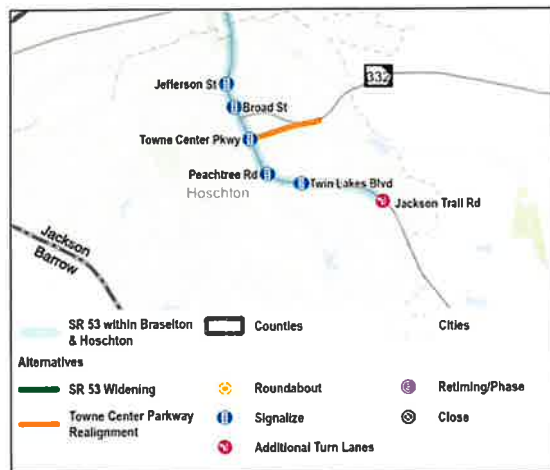 Jefferson St
Broad St
332
Towne Center Pkwy
Peachtree Rd
Twin Lakes Blvd
Hoschton
Jackson Trail Rd
Jackson
Barrow
SR 53 within Braselton
& Hoschton
Counties
Cities
Alternatives
SR 53 Widening
Roundabout
Retiming/Phase
Towne Center Parkway
Realignment
Signalize
Close
Additional Turn Lanes